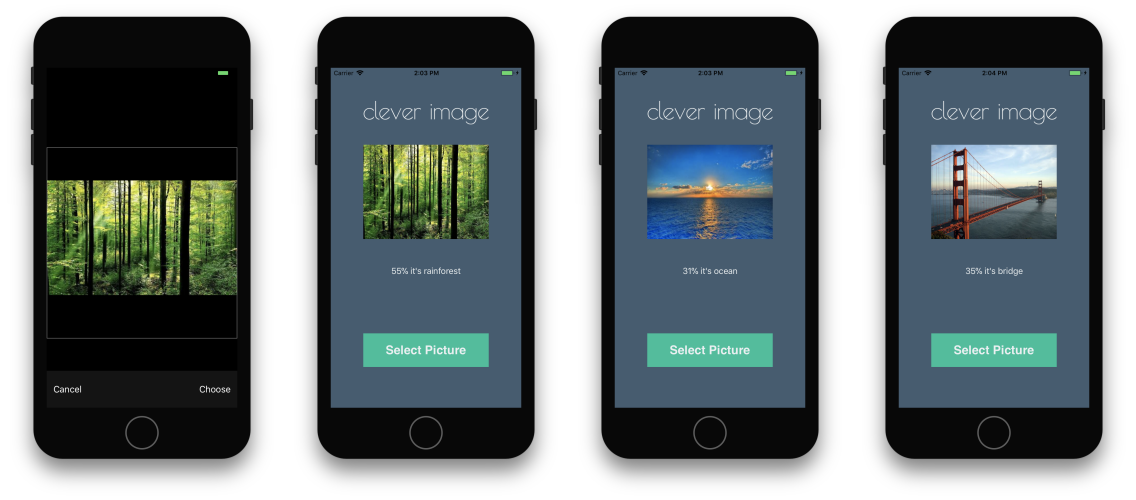 Cancel
Choose
Carrier
2:03 PM
clever image
55% it's rainforest
Select Picture
Carrier
2:03 PM
clever image
31% it's ocean
Select Picture
Carrier
2:04 PM
clever image
35% it's bridge
Select Picture